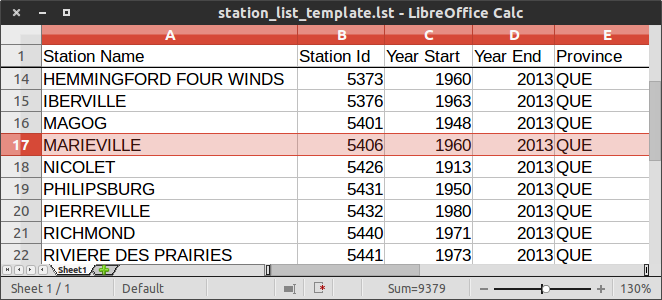 station_list_template.lst - LibreOffice Calc
A B C D E
1 Station Name Station Id Year Start Year End Province
14 HEMMINGFORD FOUR WINDS 5373 1960 2013 QUE
15 IBERVILLE 5376 1963 2013 QUE
16 MAGOG 5401 1948 2013 QUE
17 MARIEVILLE 5406 1960 2013 QUE
18 NICOLET 5426 1913 2013 QUE
19 PHILIPSBURG 5431 1950 2013 QUE
20 PIERREVILLE 5432 1980 2013 QUE
21 RICHMOND 5440 1971 2013 QUE
22 RIVIERE DES PRAIRIES 5441 1973 2013 QUE
Sheet1
Sheet 1 / 1 Default Sum=9379 130%